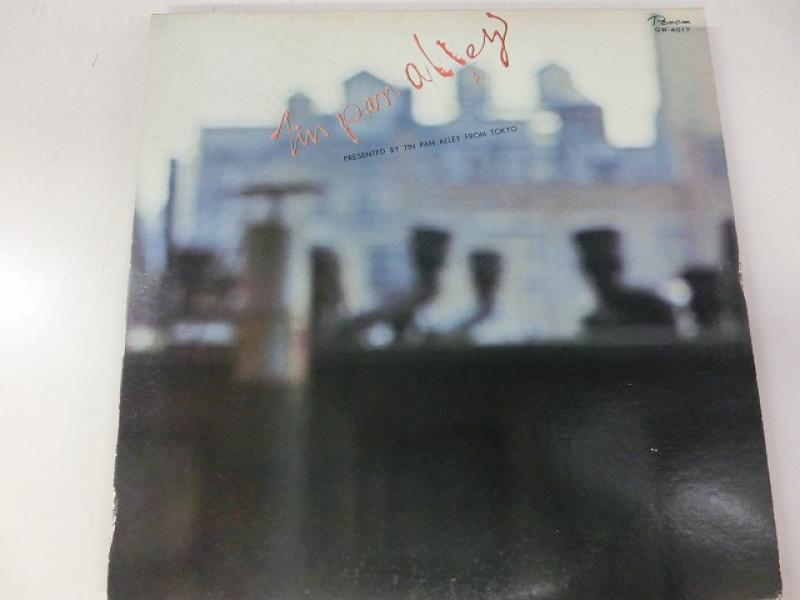 Tin pan alley
PRESENTED BY TIN PAN ALLEY FROM TOKYO
Panam
GW-4017